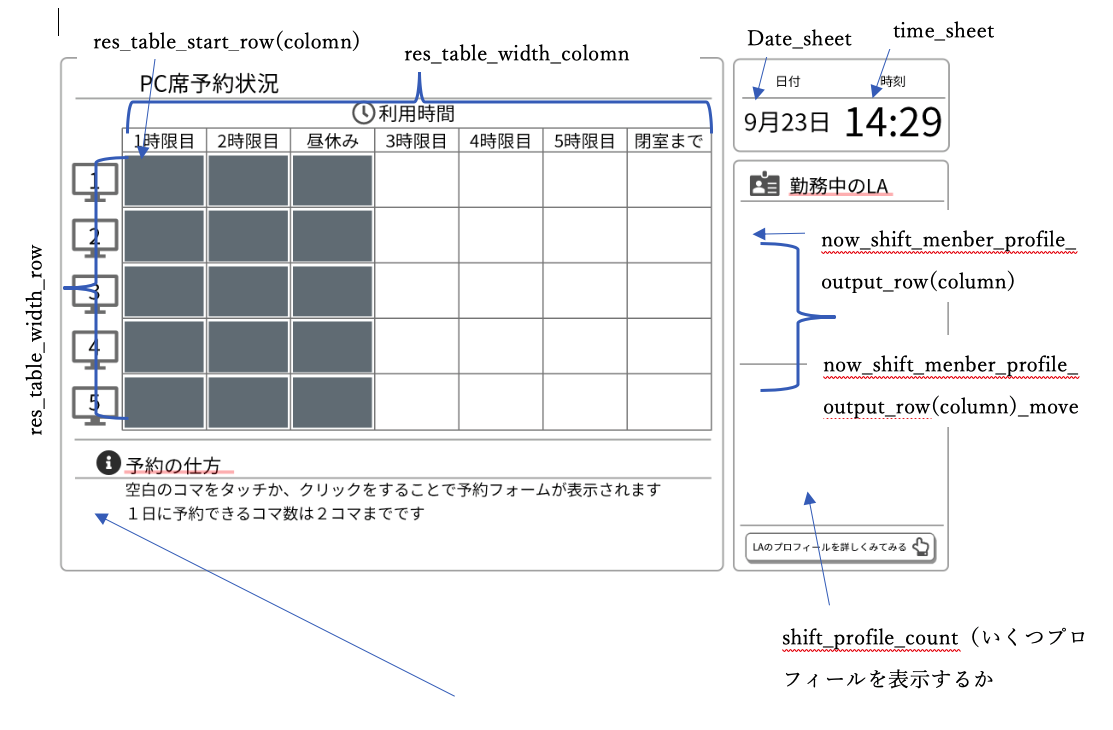 res_table_start_row(colomn)
res_table_width_colomn
Date_sheet
time_sheet
PC席予約状況
利用時間
1時限目 2時限目 昼休み 3時限目 4時限目 5時限目 閉室まで
1
2
3
4
5
res_table_width_row
予約の仕方
空白のコマをタッチか、クリックをすることで予約フォームが表示されます
１日に予約できるコマ数は２コマまでです
日付 時刻
9月23日 14:29
勤務中のLA
now_shift_menber_profile_
output_row(column)
now_shift_menber_profile_
output_row(column)_move
LAのプロフィールを詳しくみてみる
shift_profile_count（いくつプロ
フィールを表示するか